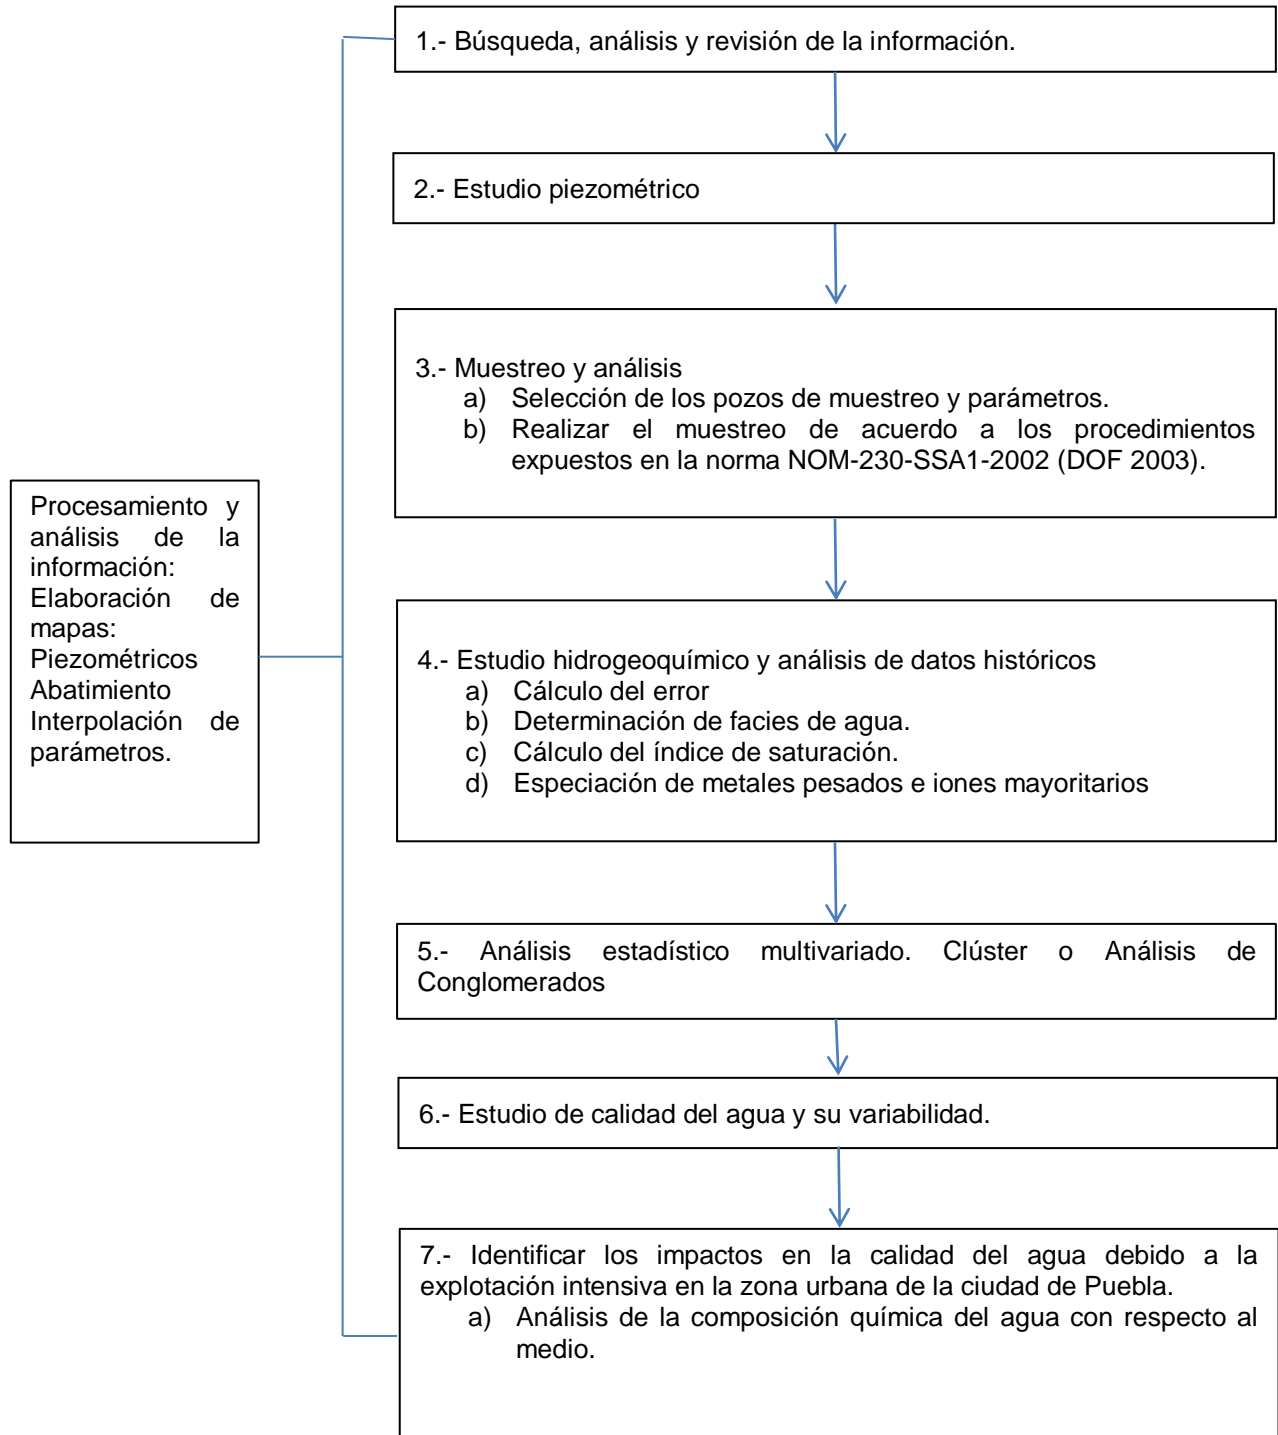 1.- Búsqueda, análisis y revisión de la información.
2.- Estudio piezométrico
3.- Muestreo y análisis
a) Selección de los pozos de muestreo y parámetros.
b) Realizar el muestreo de acuerdo a los procedimientos
expuestos en la norma NOM-230-SSA1-2002 (DOF 2003).
Procesamiento y
análisis de la
información:
Elaboración de
mapas:
Piezométricos
Abatimiento
Interpolación de
parámetros.
4.- Estudio hidrogeoquímico y análisis de datos históricos
a) Cálculo del error
b) Determinación de facies de agua.
c) Cálculo del índice de saturación.
d) Especiación de metales pesados e iones mayoritarios
5.- Análisis estadístico multivariado. Clúster o Análisis de
Conglomerados
6.- Estudio de calidad del agua y su variabilidad.
7.- Identificar los impactos en la calidad del agua debido a la
explotación intensiva en la zona urbana de la ciudad de Puebla.
a) Análisis de la composición química del agua con respecto al
medio.